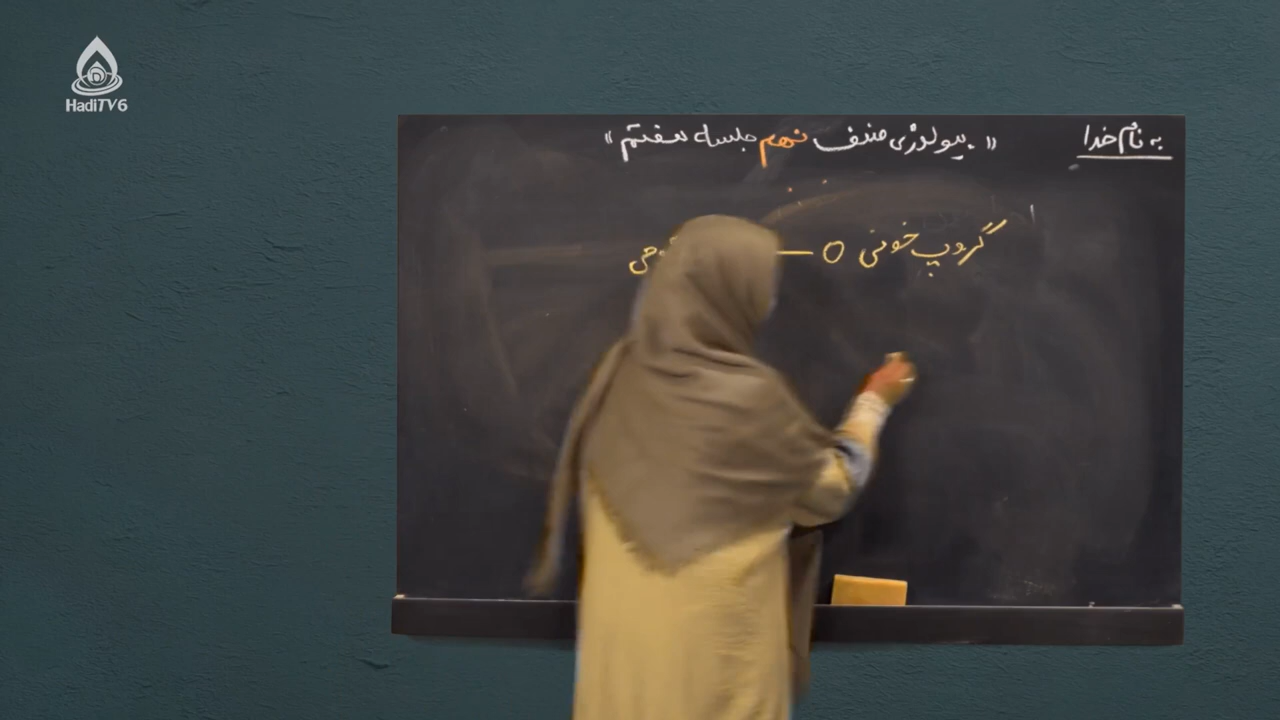 HadiTV6
به نام خدا
« بیولوژی صنف نهم جلسه هفتم »
گروپ خونی O —